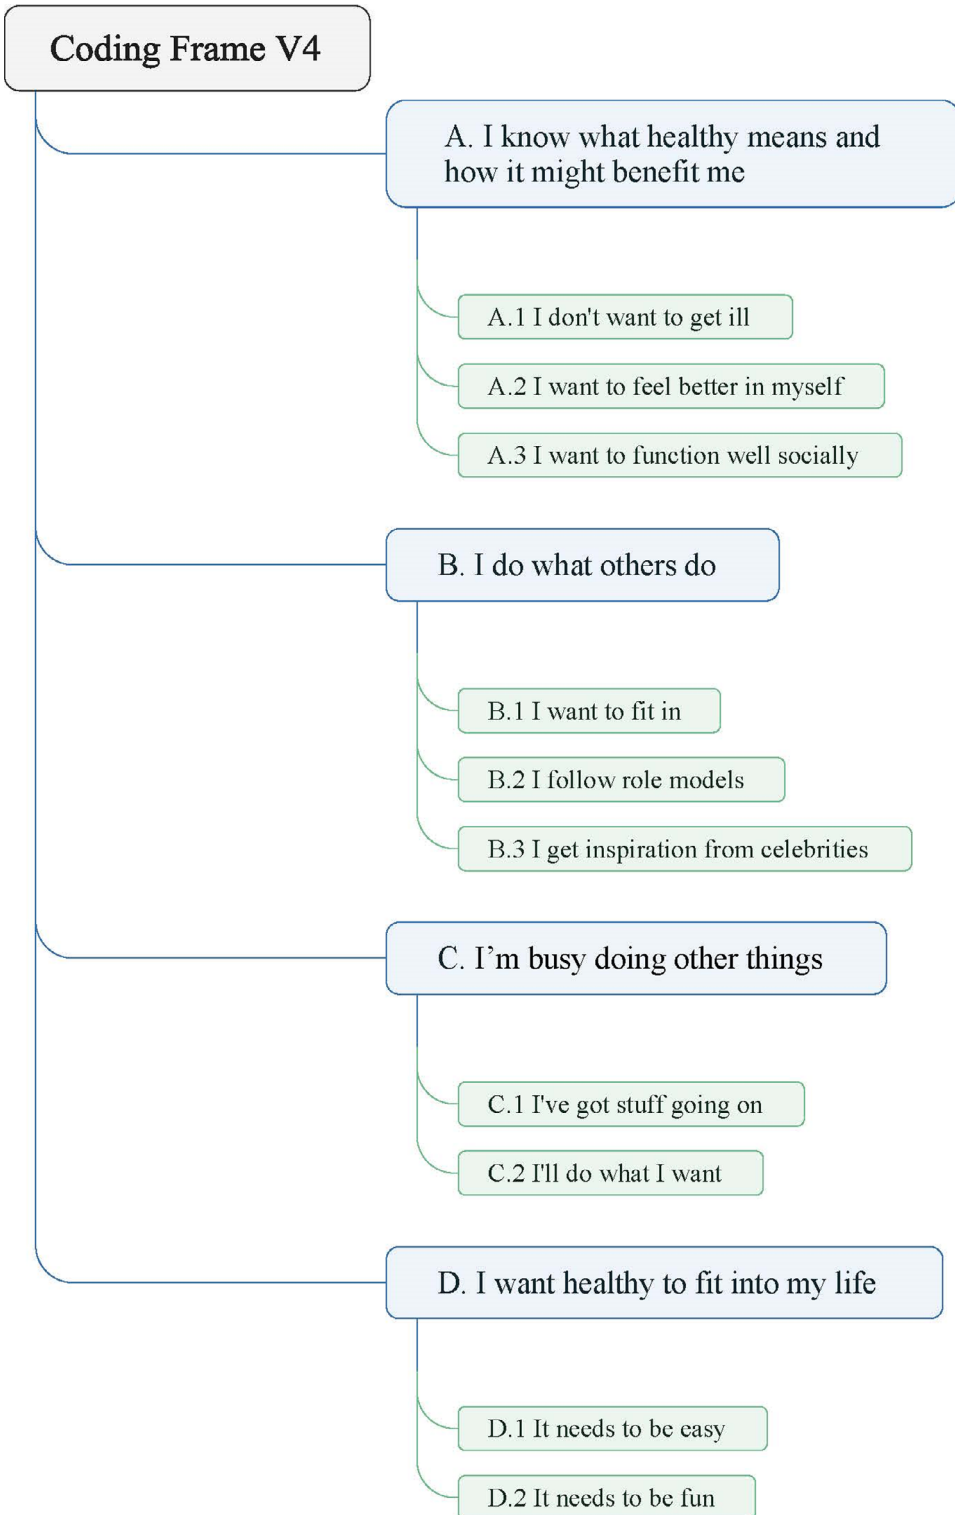 Coding Frame V4
A. I know what healthy means and
how it might benefit me
A.1 I don't want to get ill
A.2 I want to feel better in myself
A.3 I want to function well socially
B. I do what others do
B.1 I want to fit in
B.2 I follow role models
B.3 I get inspiration from celebrities
C. I’m busy doing other things
C.1 I've got stuff going on
C.2 I'll do what I want
D. I want healthy to fit into my life
D.1 It needs to be easy
D.2 It needs to be fun